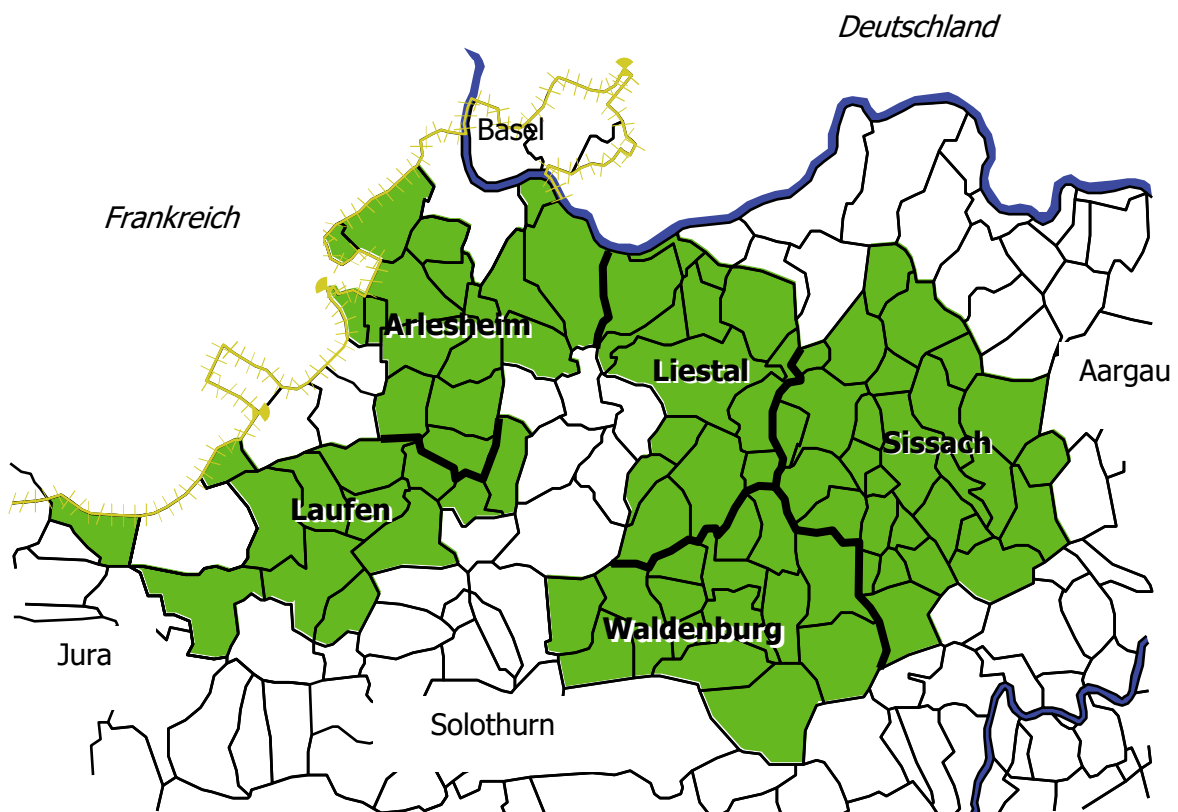 Deutschland
Basel
Frankreich
Arlesheim
Liestal
Aargau
Sissach
Laufen
Waldenburg
Jura
Solothurn